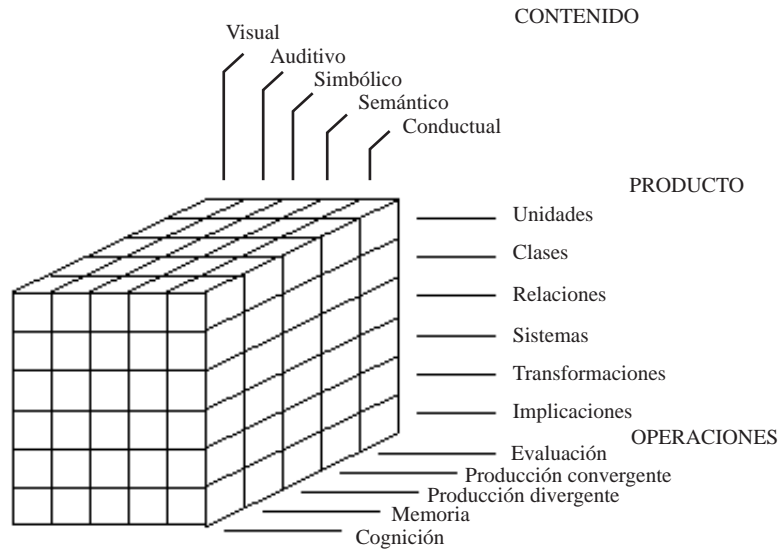 CONTENIDO
Visual
Auditivo
Simbólico
Semántico
Conductual
PRODUCTO
Unidades
Clases
Relaciones
Sistemas
Transformaciones
Implicaciones
OPERACIONES
Evaluación
Producción convergente
Producción divergente
Memoria
Cognición